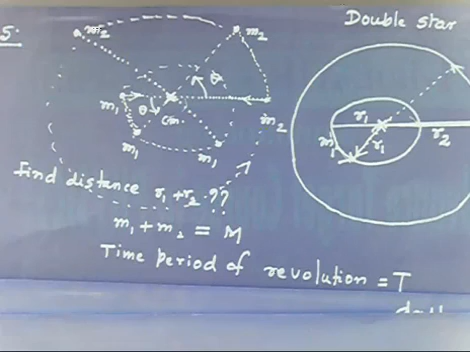 5.
Double star
m2
m2
θ
θ
m1
cm
m2
m1
m1
r1
r2
m1
r1
Find distance r1+r2 ??
m1 + m2 = M
Time period of revolution = T